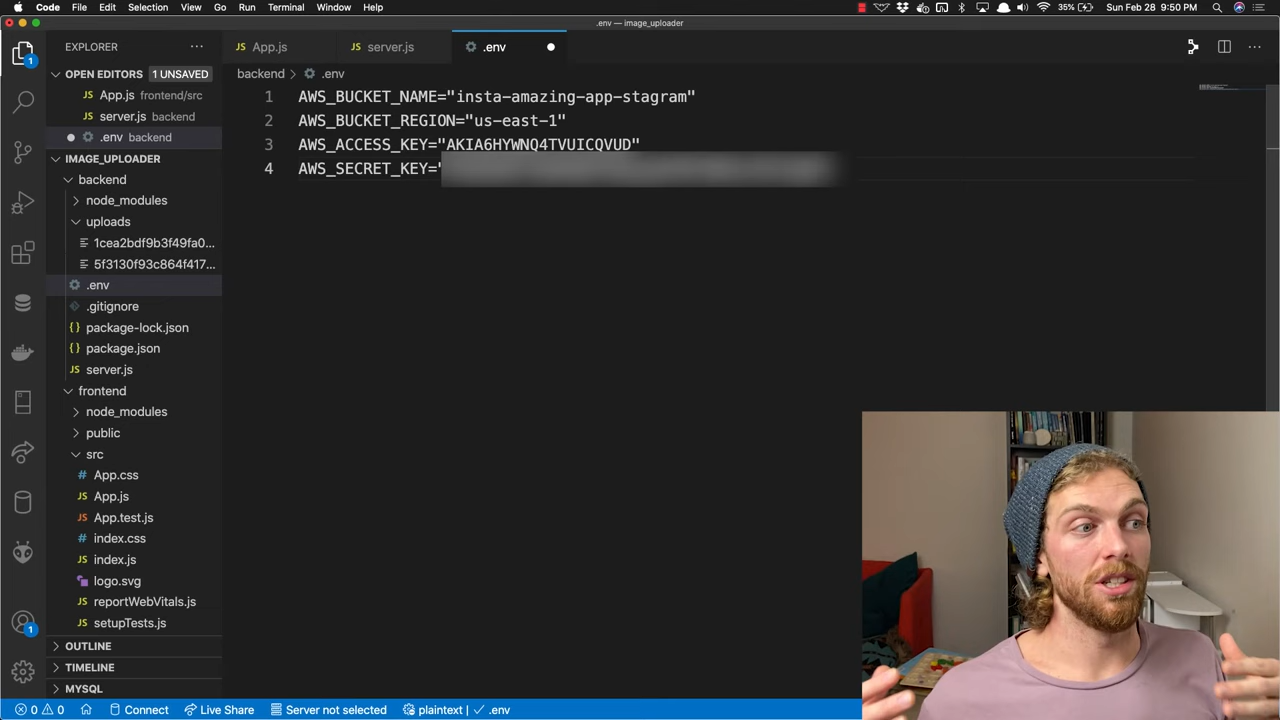 Code File Edit Selection View Go Run Terminal Window Help 35% Sun Feb 28 9:50 PM
.env — image_uploader
EXPLORER
App.js
server.js
.env
OPEN EDITORS 1 UNSAVED
App.js frontend/src
server.js backend
.env backend
IMAGE_UPLOADER
backend
node_modules
uploads
1cea2bdf9b3f49fa0...
5f3130f93c864f417...
.env
.gitignore
package-lock.json
package.json
server.js
frontend
node_modules
public
src
App.css
App.js
App.test.js
index.css
index.js
logo.svg
reportWebVitals.js
setupTests.js
OUTLINE
TIMELINE
MYSQL
backend > .env
1 AWS_BUCKET_NAME="insta-amazing-app-stagram"
2 AWS_BUCKET_REGION="us-east-1"
3 AWS_ACCESS_KEY="AKIA6HYWNQ4TVUICQVUD"
4 AWS_SECRET_KEY="
1
1
0 0 Connect Live Share Server not selected plaintext | .env